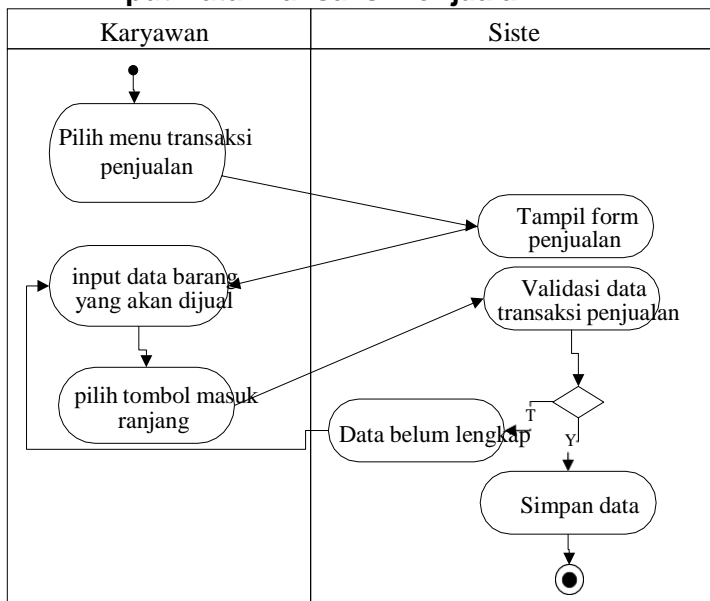 Karyawan
Siste
Pilih menu transaksi
penjualan
Tampil form
penjualan
input data barang
yang akan dijual
Validasi data
transaksi penjualan
pilih tombol masuk
ranjang
T
Data belum lengkap
Y
Simpan data